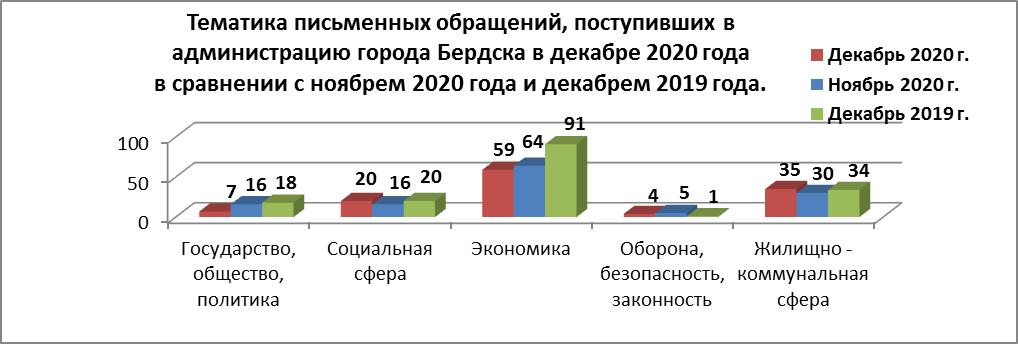 Тематика письменных обращений, поступивших в
администрацию города Бердска в декабре 2020 года
в сравнении с ноябрем 2020 года и декабрем 2019 года.
Декабрь 2020 г.
Ноябрь 2020 г.
Декабрь 2019 г.
100
50
0
7 16 18
20 16 20
59 64 91
4 5 1
35 30 34
Государство,
общество,
политика
Социальная
сфера
Экономика
Оборона,
безопасность,
законность
Жилищно -
коммунальная
сфера